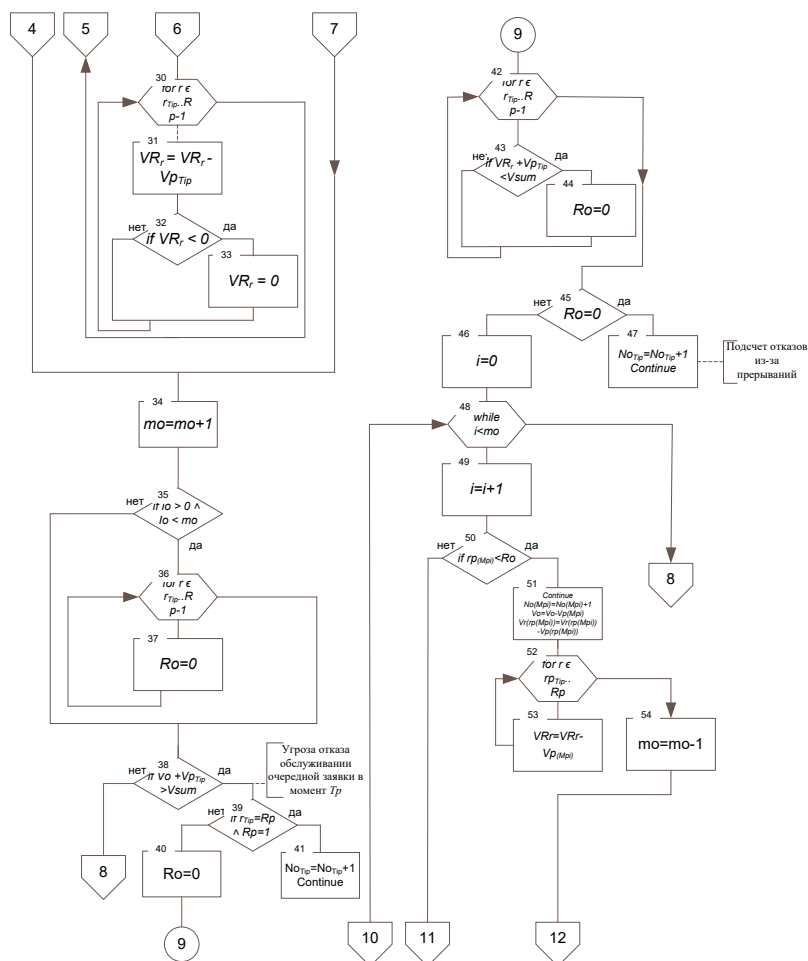 4
5
6
7
30
for r ϵ
r_Tip..R
p-1
31
VR_r = VR_r -
Vp_Tip
32
нет
да
if VR_r < 0
33
VR_r = 0
34
mo=mo+1
35
нет
if Io > 0 ^
Io < mo
да
36
for r ϵ
r_Tip..R
p-1
37
Ro=0
38
нет
да
if Vo +Vp_Tip
>Vsum
Угроза отказа
обслуживании
очередной заявки в
момент Tp
8
39
нет
да
if r_Tip=Rp
^ Rp=1
40
Ro=0
41
No_Tip=No_Tip+1
Continue
9
9
42
for r ϵ
r_Tip..R
p-1
43
нет
да
if VR_r +Vp_Tip
<Vsum
44
Ro=0
45
нет
да
Ro=0
46
i=0
47
No_Tip=No_Tip+1
Continue
Подсчет отказов
из-за
прерываний
48
while
i<mo
49
i=i+1
50
нет
да
if rp_(Mpi)<Ro
8
51
Continue
No(Mpi)=No(Mpi)+1
Vo=Vo-Vp(Mpi)
Vr(rp(Mpi))=Vr(rp(Mpi))
-Vp(rp(Mpi))
52
for r ϵ
rp_Tip..
Rp
53
VRr=VRr-
Vp_(Mpi)
54
mo=mo-1
10
11
12